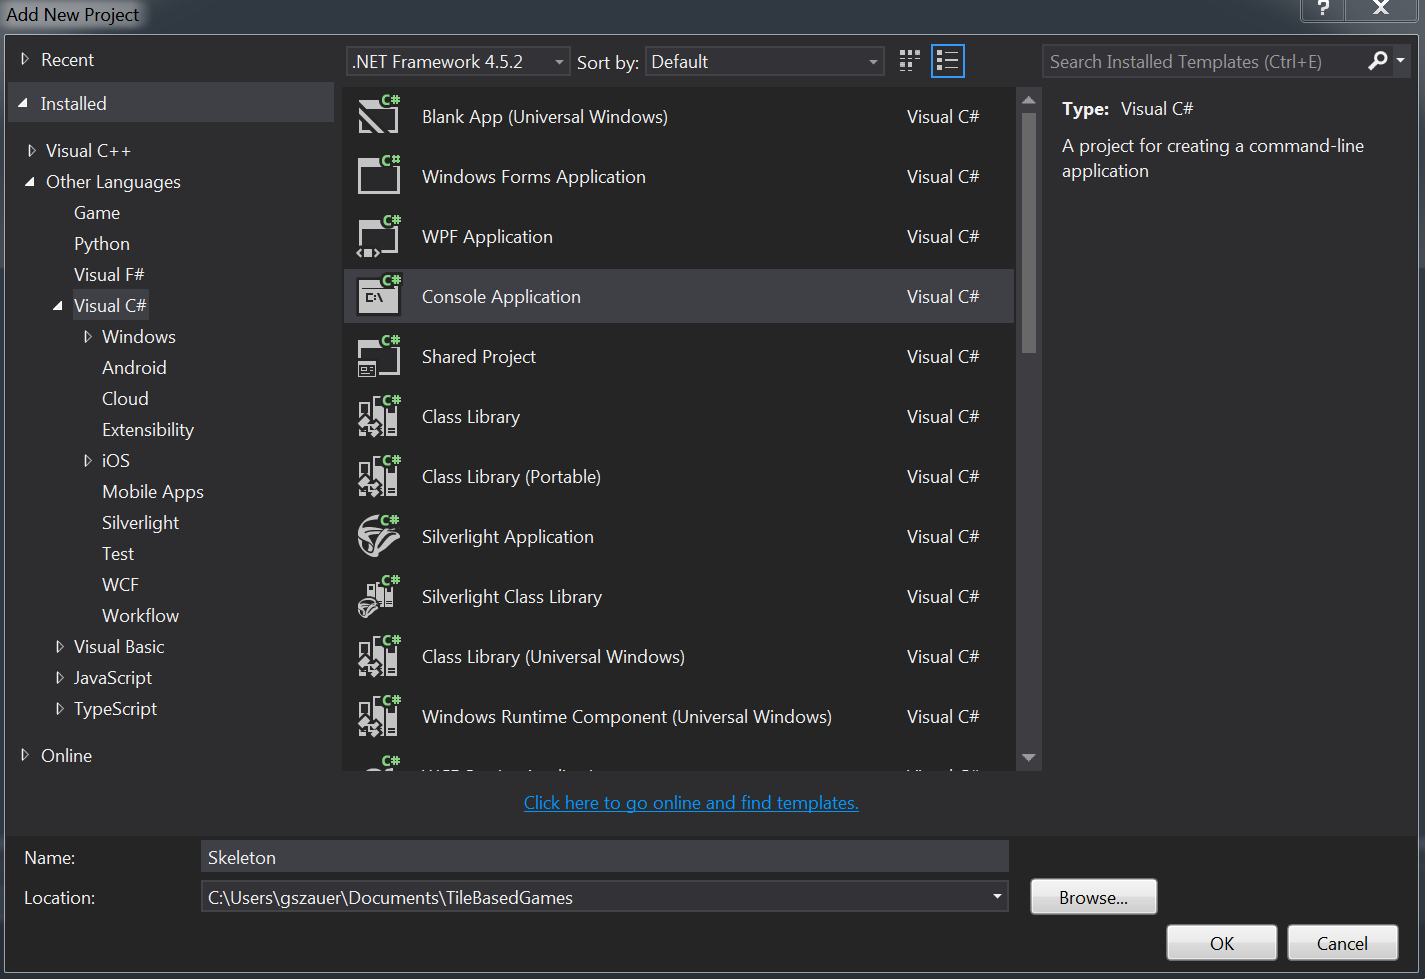 Add New Project
?
X
Recent
Installed
Visual C++
Other Languages
Game
Python
Visual F#
Visual C#
Windows
Android
Cloud
Extensibility
iOS
Mobile Apps
Silverlight
Test
WCF
Workflow
Visual Basic
JavaScript
TypeScript
Online
.NET Framework 4.5.2
Sort by:
Default
Search Installed Templates (Ctrl+E)
C# Blank App (Universal Windows) Visual C#
C# Windows Forms Application Visual C#
C# WPF Application Visual C#
C# C:\ Console Application Visual C#
C# Shared Project Visual C#
C# Class Library Visual C#
C# Class Library (Portable) Visual C#
C# Silverlight Application Visual C#
C# Silverlight Class Library Visual C#
C# Class Library (Universal Windows) Visual C#
C# Windows Runtime Component (Universal Windows) Visual C#
C#
Type: Visual C#
A project for creating a command-line
application
Click here to go online and find templates.
Name: Skeleton
Location: C:\Users\gszauer\Documents\TileBasedGames
Browse...
OK
Cancel